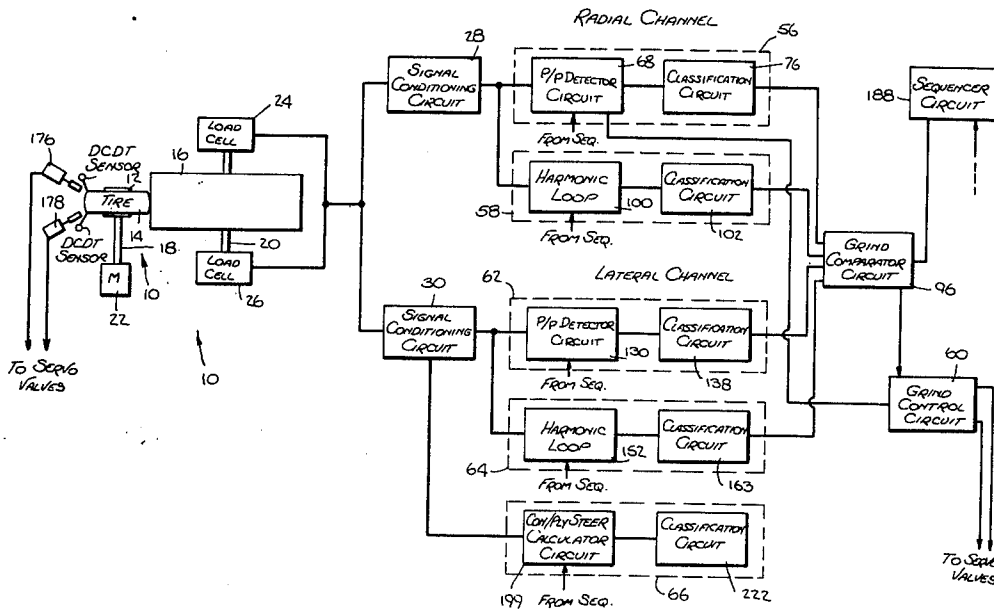 RADIAL CHANNEL
28
SIGNAL
CONDITIONING
CIRCUIT
56
P/P DETECTOR
CIRCUIT
68
CLASSIFICATION
CIRCUIT
76
FROM SEQ.
188
SEQUENCER
CIRCUIT
24
LOAD
CELL
176
DCDT
SENSOR
16
12
TIRE
14
178
DCDT
SENSOR
18
20
10
M
22
LOAD
CELL
26
10
TO SERVO
VALVES
HARMONIC
LOOP
100
CLASSIFICATION
CIRCUIT
102
58
FROM SEQ.
GRIND
COMPARATOR
CIRCUIT
96
LATERAL CHANNEL
30
SIGNAL
CONDITIONING
CIRCUIT
62
P/P DETECTOR
CIRCUIT
130
CLASSIFICATION
CIRCUIT
138
FROM SEQ.
60
GRIND
CONTROL
CIRCUIT
HARMONIC
LOOP
152
CLASSIFICATION
CIRCUIT
163
64
FROM SEQ.
CON/PLY STEER
CALCULATOR
CIRCUIT
199
CLASSIFICATION
CIRCUIT
222
66
FROM SEQ.
TO SERVO
VALVES